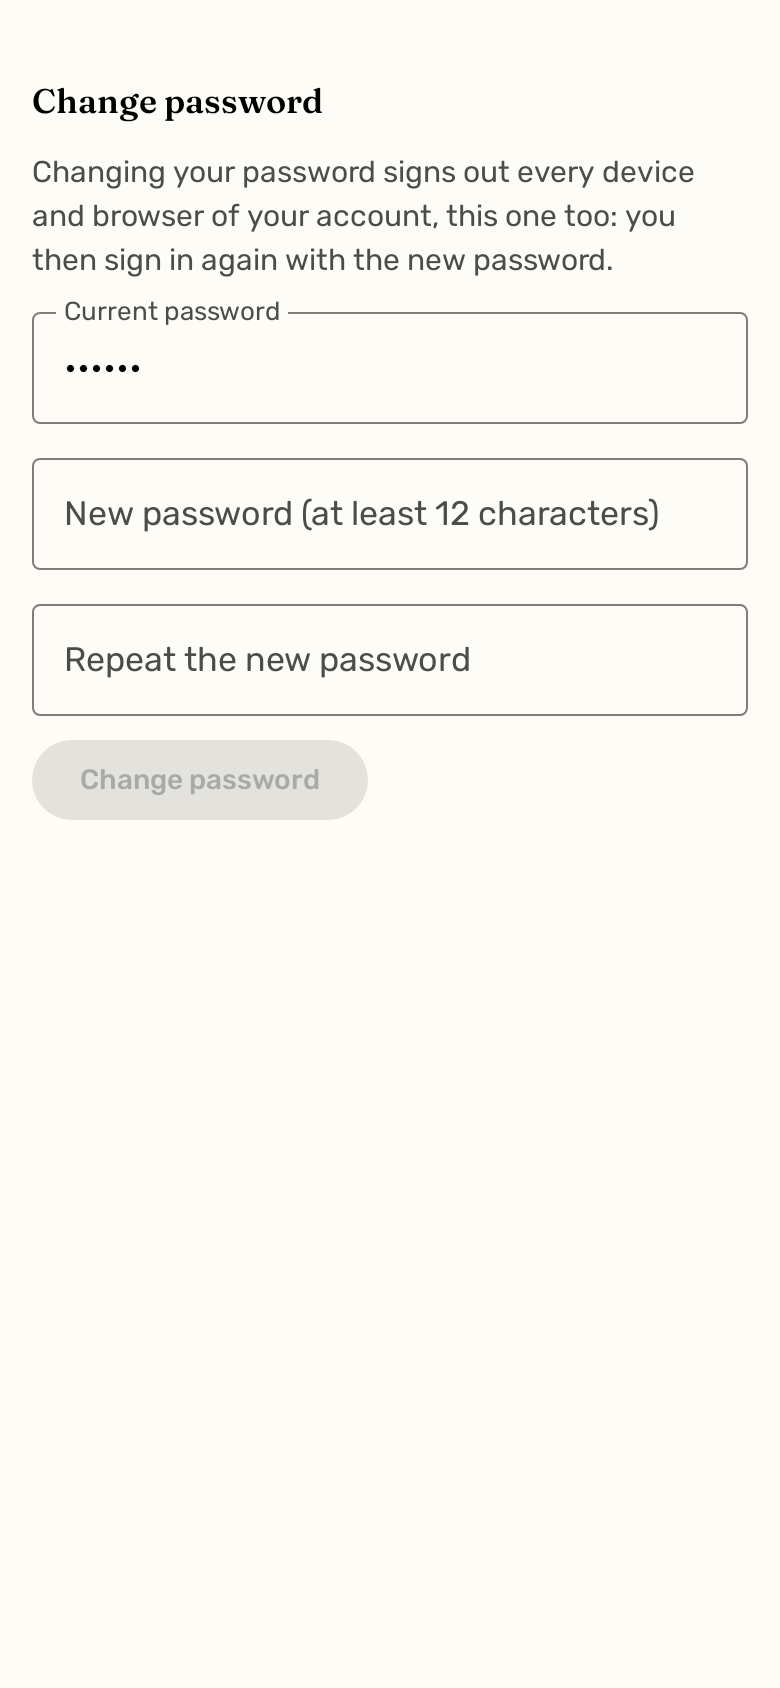 Change password
Changing your password signs out every device
and browser of your account, this one too: you
then sign in again with the new password.
Current password
••••••
New password (at least 12 characters)
Repeat the new password
Change password